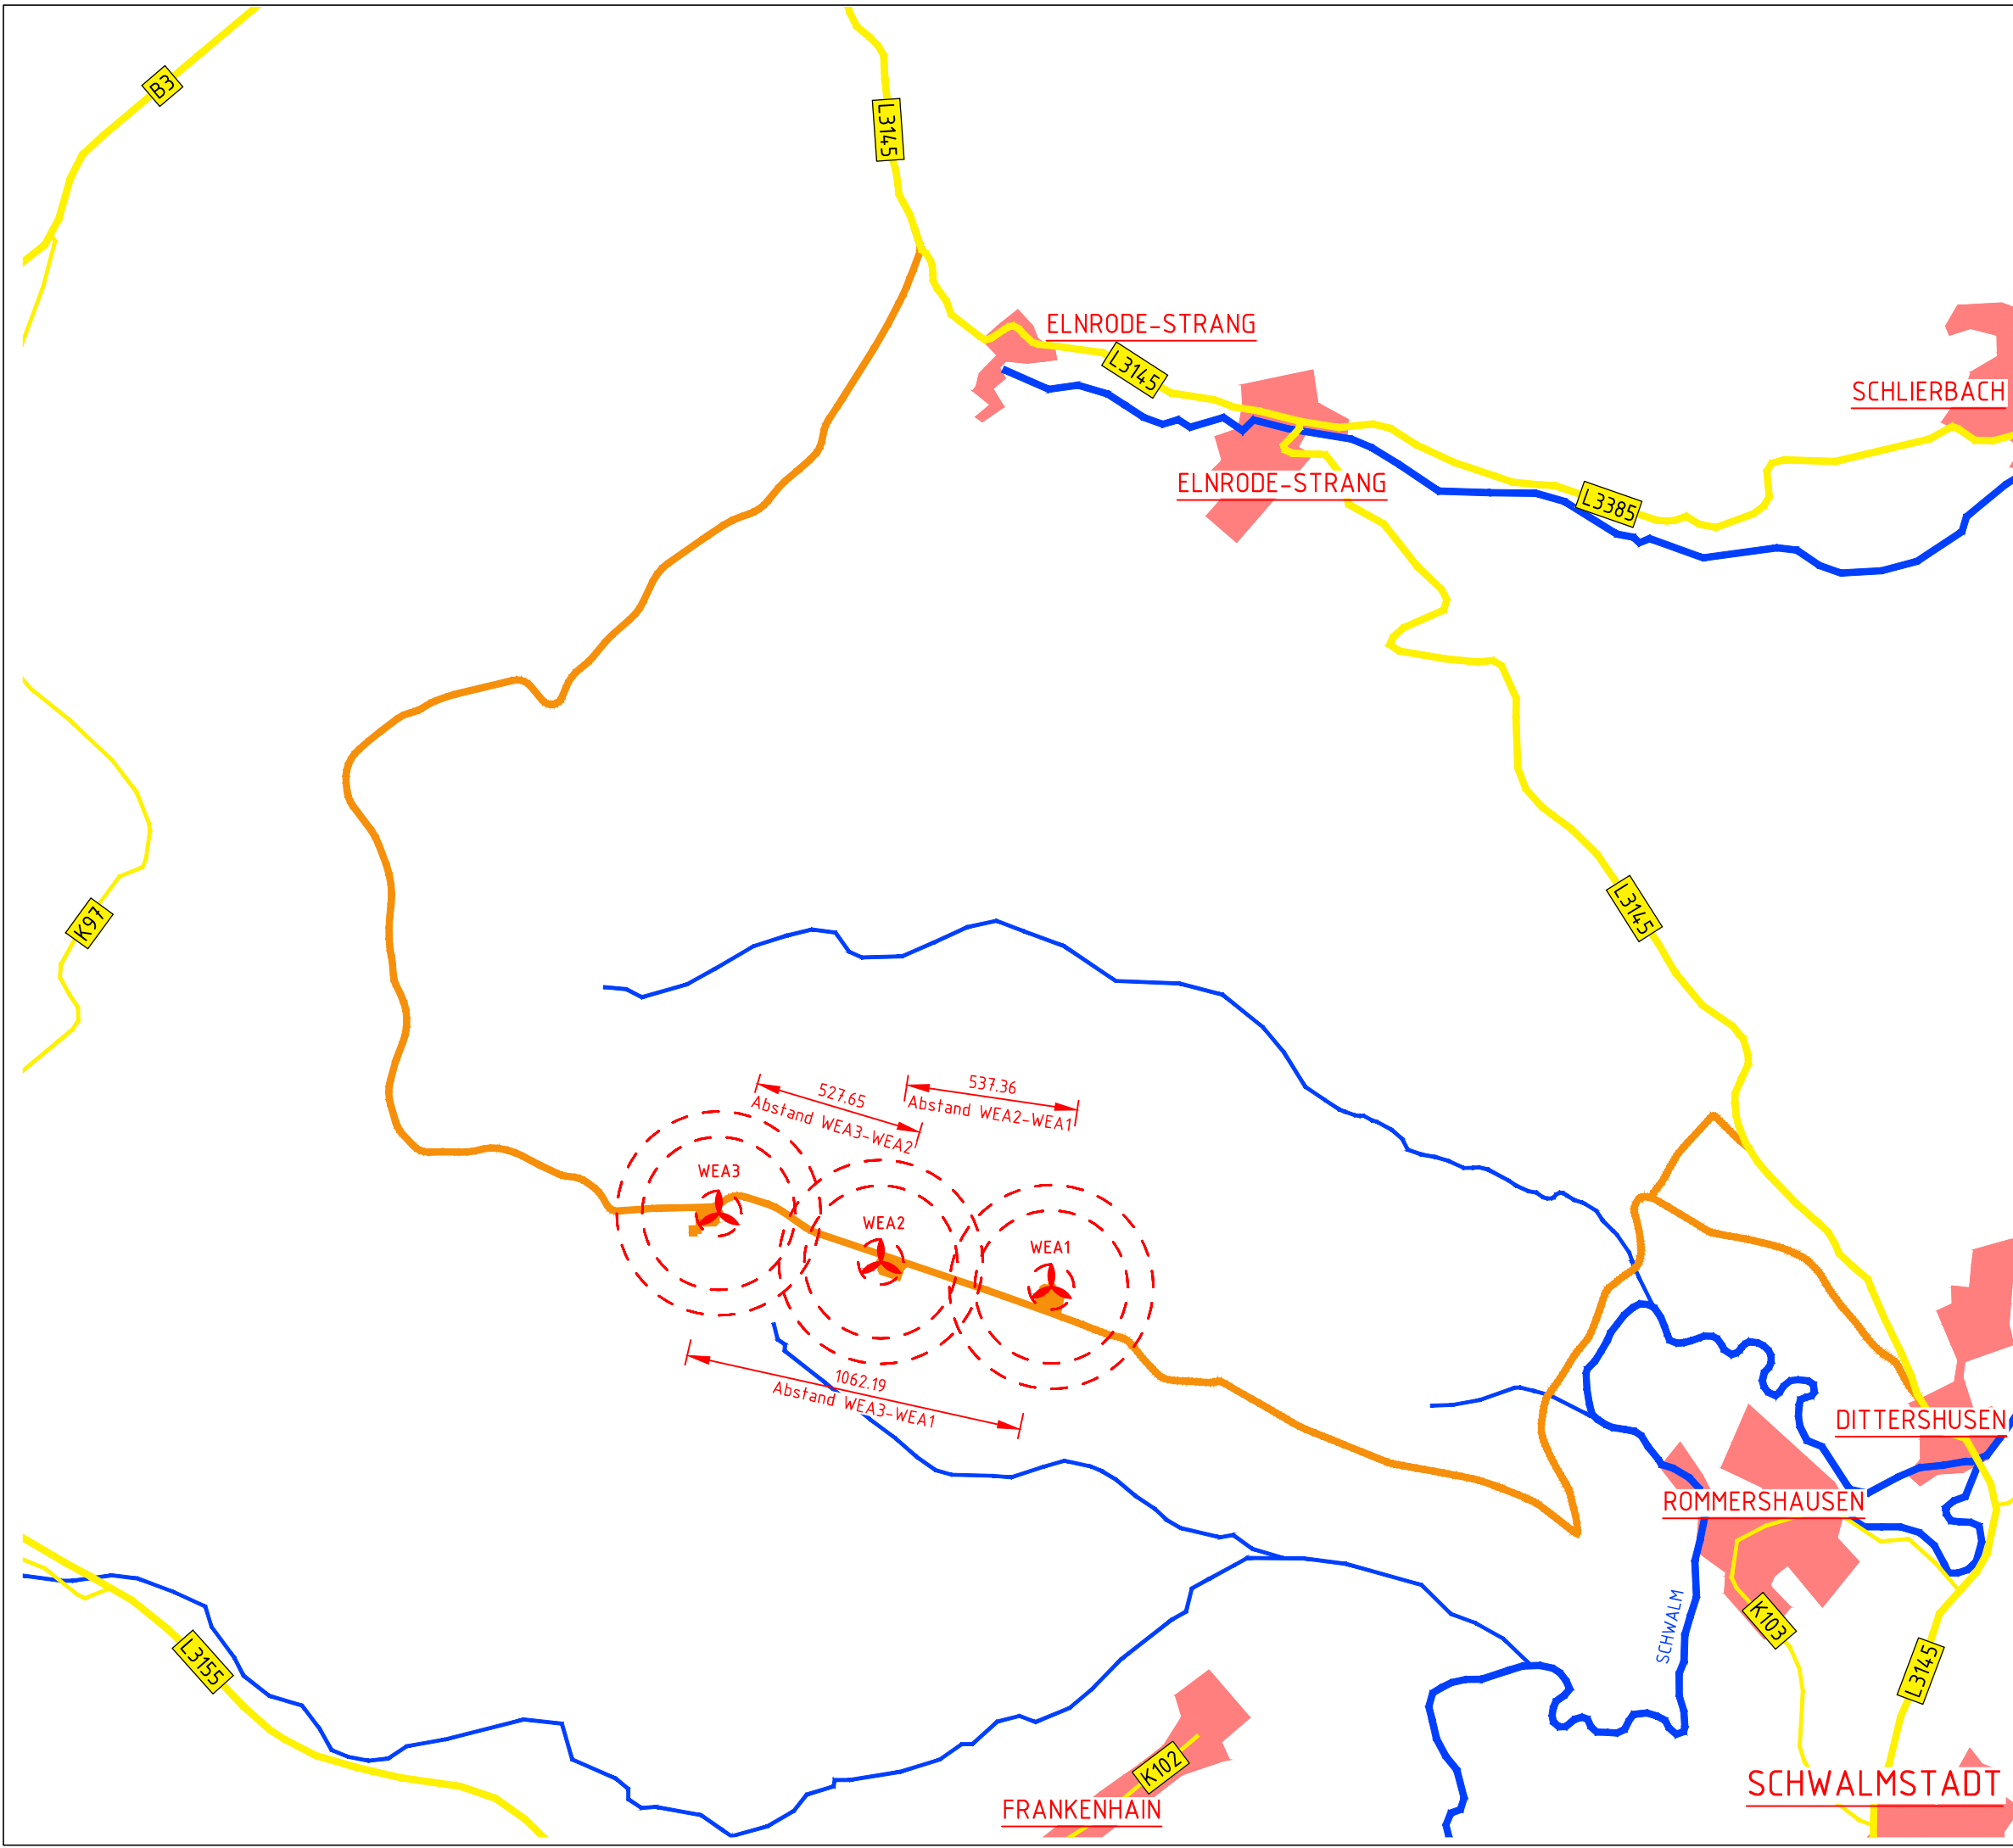 B3
L3145
ELNRODE-STRANG
L3145
SCHLIERBACH
ELNRODE-STRANG
L3385
K97
L3145
527.65
Abstand WEA3-WEA2
537.36
Abstand WEA2-WEA1
WEA3
WEA2
WEA1
1062.19
Abstand WEA3-WEA1
DITTERSHUSEN
ROMMERSHAUSEN
SCHWALM
K103
L3155
L3145
K102
SCHWALMSTADT
FRANKENHAIN